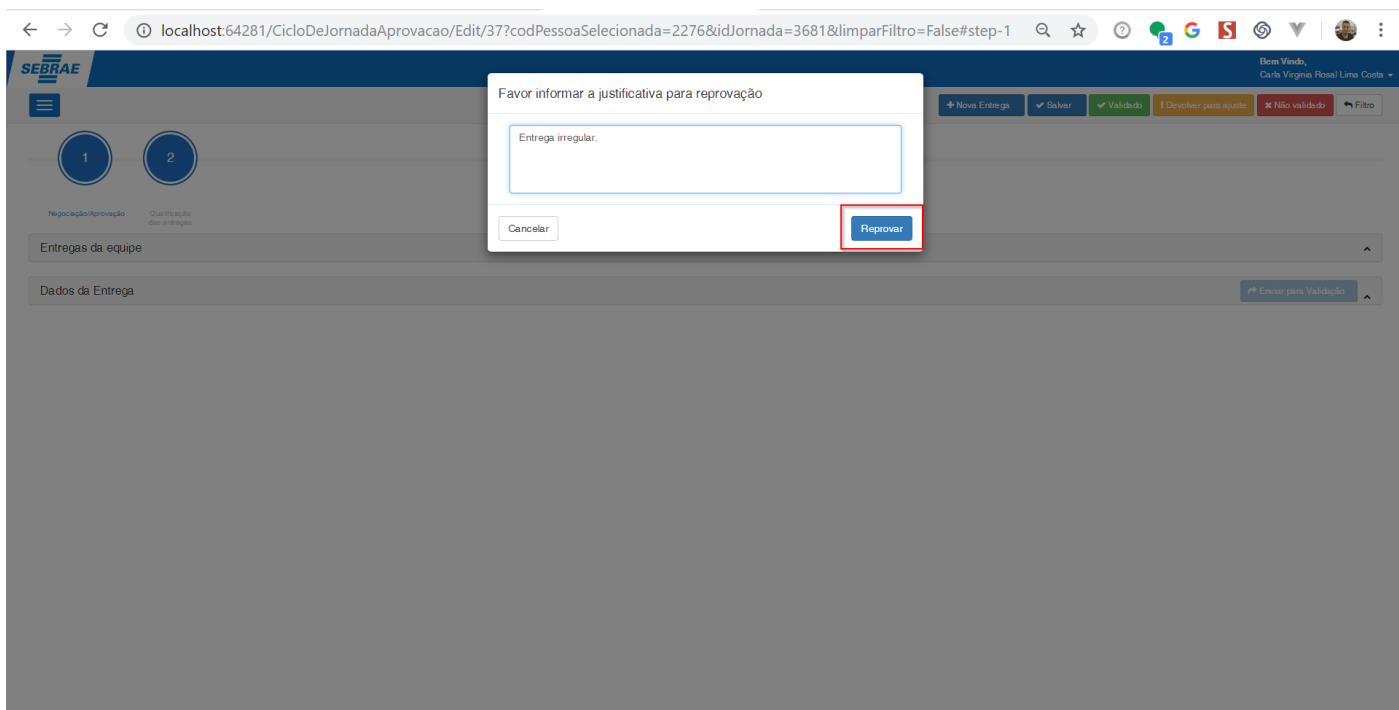 localhost:64281/CicloDeJornadaAprovacao/Edit/37?codPessoaSelecionada=2276&idJornada=3681&limparFiltro=False#step-1
2
G
S
SEBRAE
Bem Vindo,
Carla Virginia Rosal Lima Costa
Favor informar a justificativa para reprovação
Nova Entrega
Salvar
Validado
Devolver para ajuste
Não validado
Filtro
Entrega irregular.
1
2
Negociação/Aprovação
Qualificação
das entregas
Cancelar
Reprovar
Entregas da equipe
Dados da Entrega
Enviar para Validação